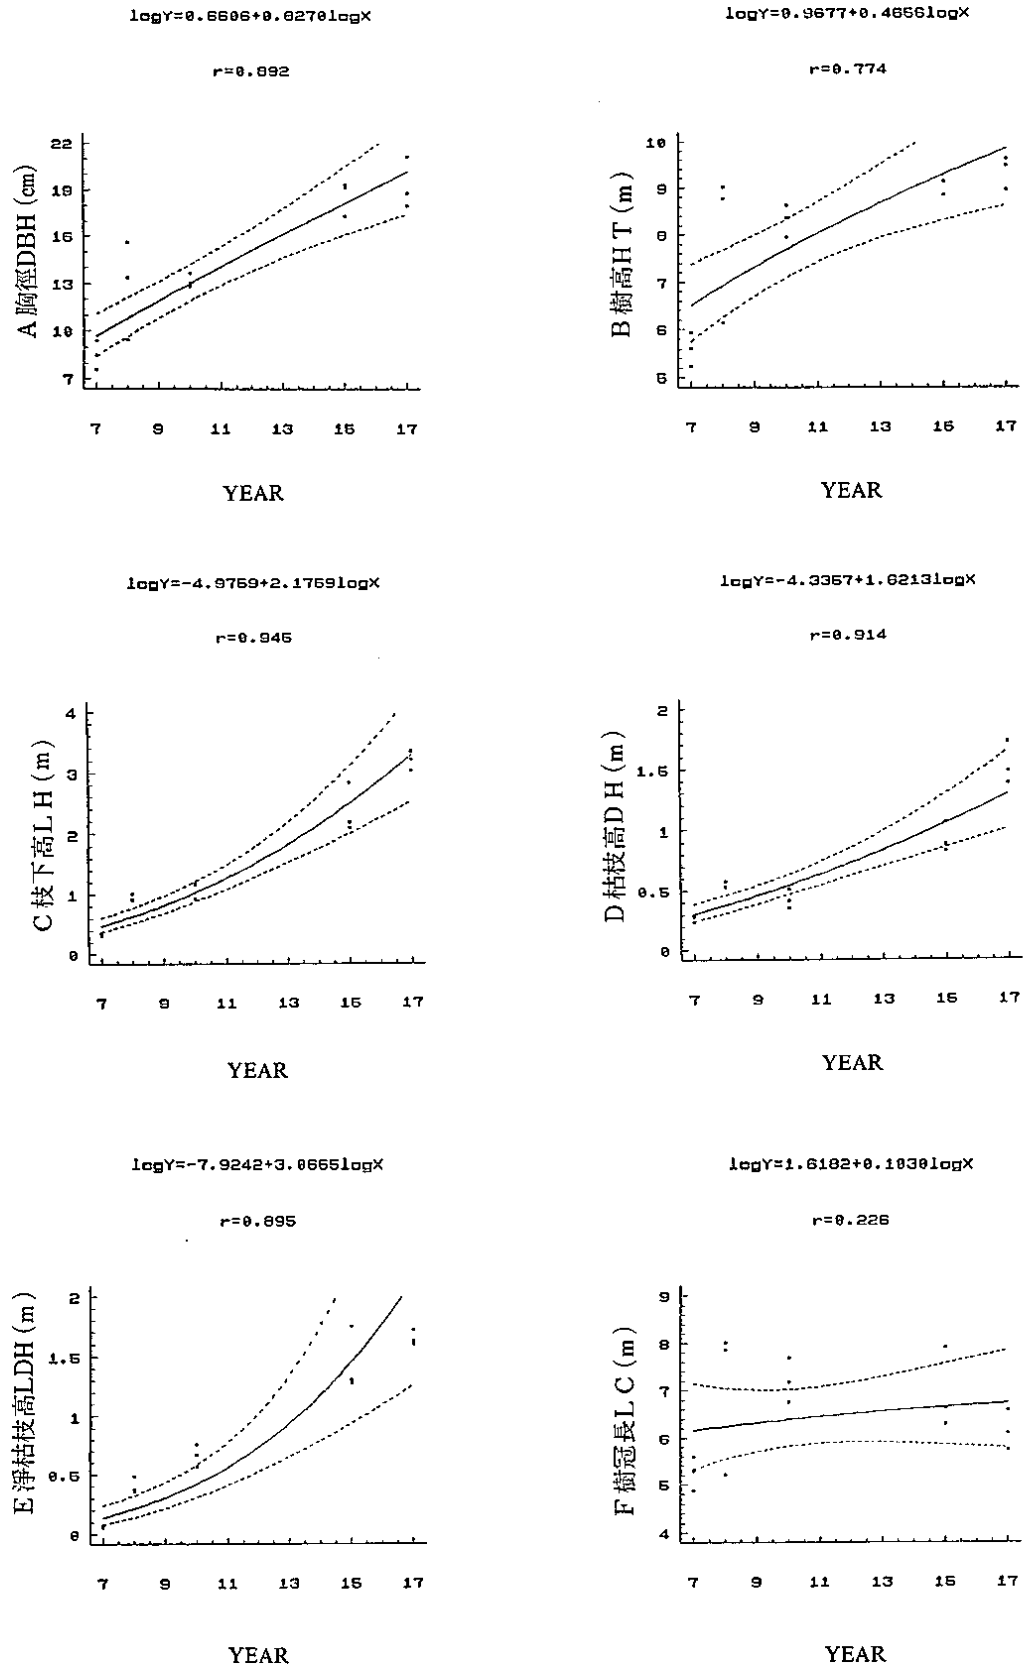 logY=0.6606+0.8270logX
r=0.892
22
19
16
13
10
7
A 胸徑DBH (cm)
7 9 11 13 15 17
YEAR
logY=0.9677+0.4656logX
r=0.774
10
9
8
7
6
5
B 樹高HT (m)
7 9 11 13 15 17
YEAR
logY=-4.9759+2.1759logX
r=0.945
4
3
2
1
0
C 枝下高LH (m)
7 9 11 13 15 17
YEAR
logY=-4.3357+1.6213logX
r=0.914
2
1.5
1
0.5
0
D 枯枝高DH (m)
7 9 11 13 15 17
YEAR
logY=-7.9242+3.0665logX
r=0.895
2
1.5
1
0.5
0
E 淨枯枝高LDH (m)
7 9 11 13 15 17
YEAR
logY=1.6182+0.1030logX
r=0.226
9
8
7
6
5
4
F 樹冠長LC (m)
7 9 11 13 15 17
YEAR